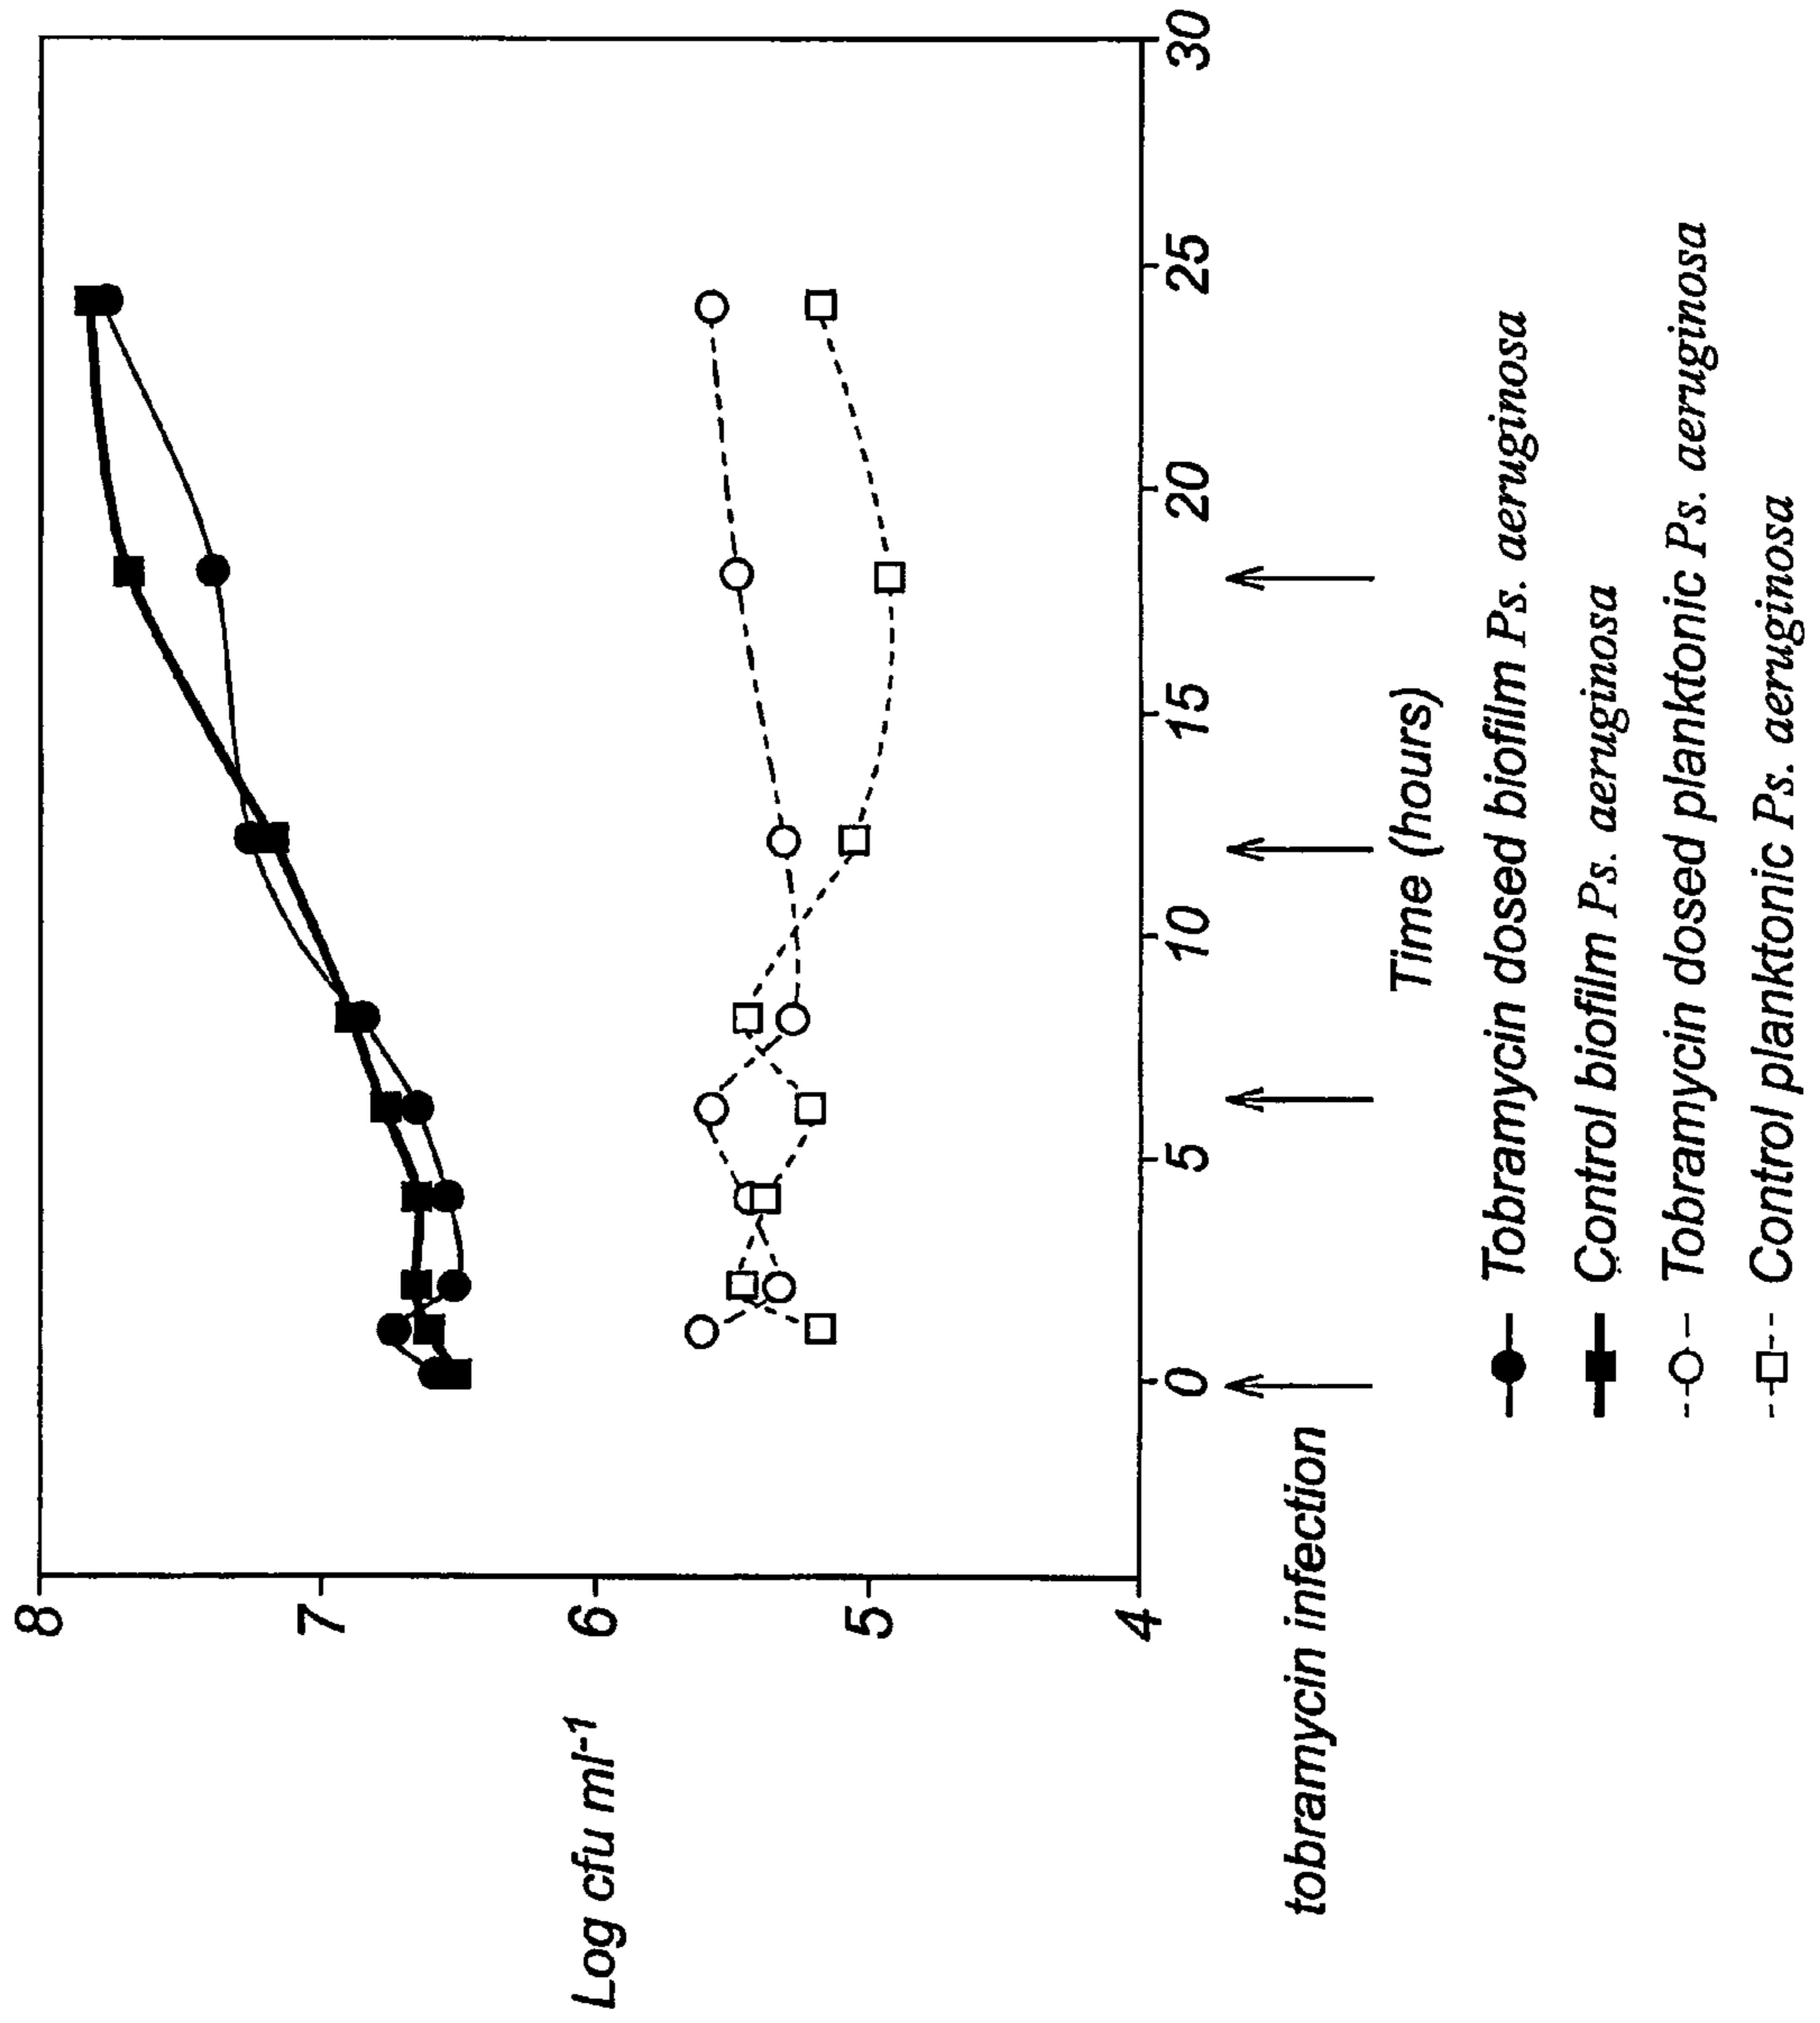 Log cfu ml-1
8
7
6
5
4
0 5 10 15 20 25 30
tobramycin infection
Time (hours)
Tobramycin dosed biofilm Ps. aeruginosa
Control biofilm Ps. aeruginosa
Tobramycin dosed planktonic Ps. aeruginosa
Control planktonic Ps. aeruginosa